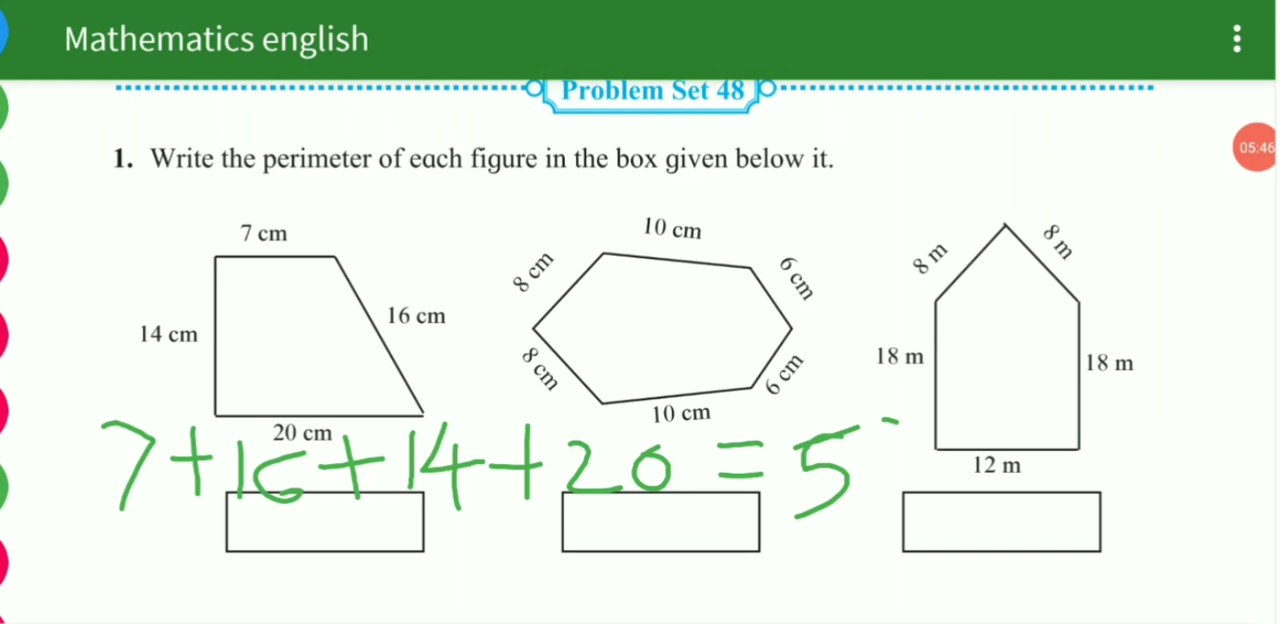 Mathematics english
Problem Set 48
05:46
1. Write the perimeter of each figure in the box given below it.
7 cm
14 cm
16 cm
20 cm
10 cm
8 cm
6 cm
8 cm
6 cm
10 cm
8 m
8 m
18 m
18 m
12 m
7+16+14+20=5